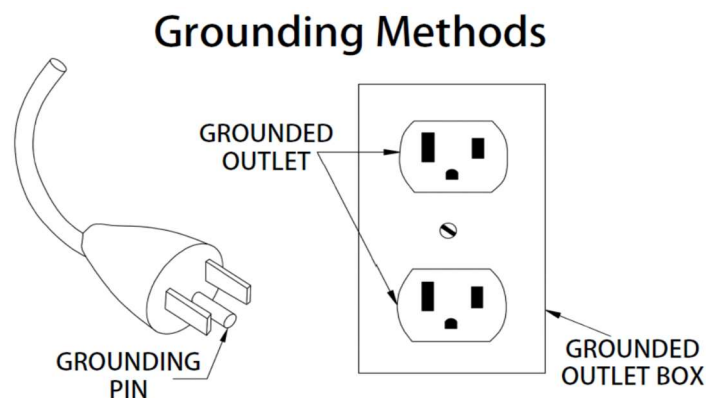 Grounding Methods
GROUNDED
OUTLET
GROUNDING
PIN
GROUNDED
OUTLET BOX